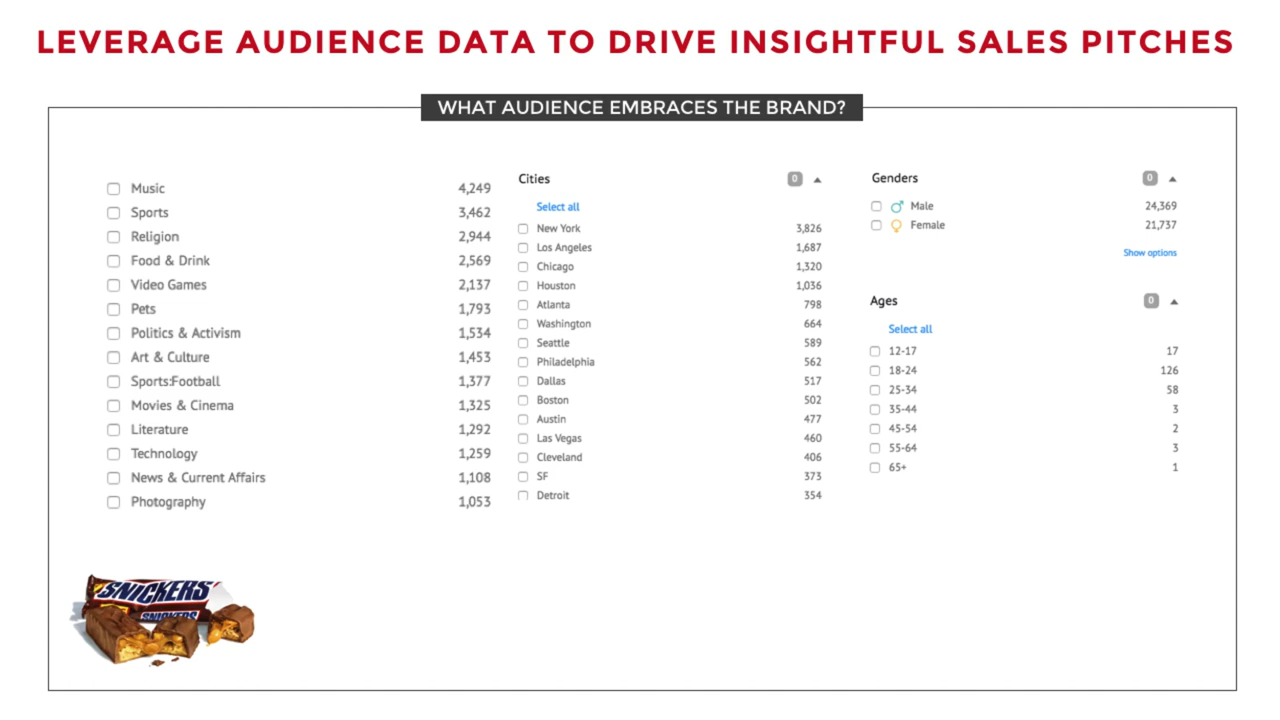 LEVERAGE AUDIENCE DATA TO DRIVE INSIGHTFUL SALES PITCHES
WHAT AUDIENCE EMBRACES THE BRAND?
Music 4,249
Sports 3,462
Religion 2,944
Food & Drink 2,569
Video Games 2,137
Pets 1,793
Politics & Activism 1,534
Art & Culture 1,453
Sports:Football 1,377
Movies & Cinema 1,325
Literature 1,292
Technology 1,259
News & Current Affairs 1,108
Photography 1,053
Cities 0
Select all
New York 3,826
Los Angeles 1,687
Chicago 1,320
Houston 1,036
Atlanta 798
Washington 664
Seattle 589
Philadelphia 562
Dallas 517
Boston 502
Austin 477
Las Vegas 460
Cleveland 406
SF 373
Detroit 354
Genders 0
Male 24,369
Female 21,737
Show options
Ages 0
Select all
12-17 17
18-24 126
25-34 58
35-44 3
45-54 2
55-64 3
65+ 1
SNICKERS
SNICKERS